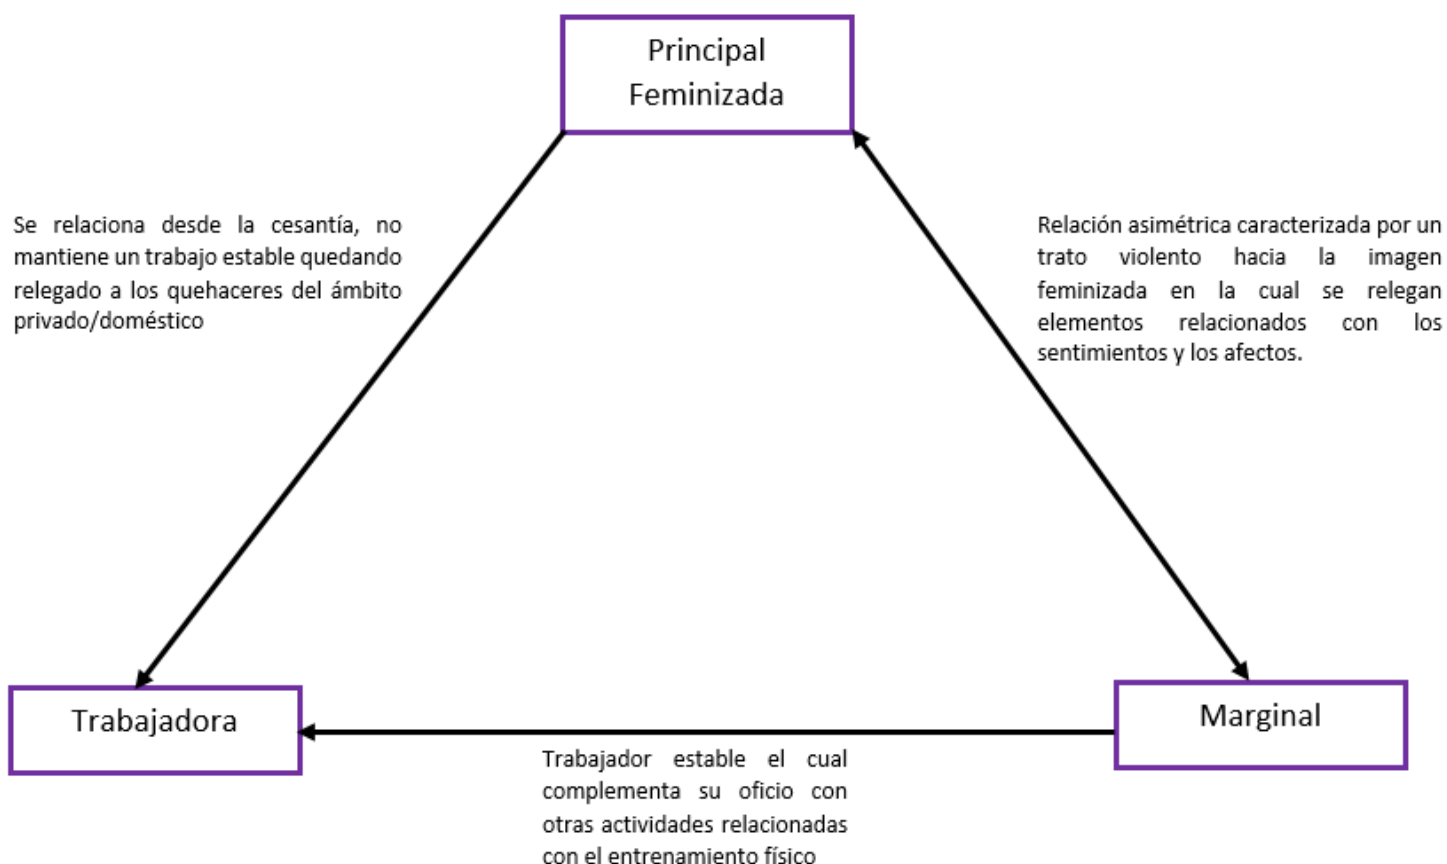 Principal
Feminizada
Se relaciona desde la cesantía, no
mantiene un trabajo estable quedando
relegado a los quehaceres del ámbito
privado/doméstico
Relación asimétrica caracterizada por un
trato violento hacia la imagen
feminizada en la cual se relegan
elementos relacionados con los
sentimientos y los afectos.
Trabajadora
Marginal
Trabajador estable el cual
complementa su oficio con
otras actividades relacionadas
con el entrenamiento físico